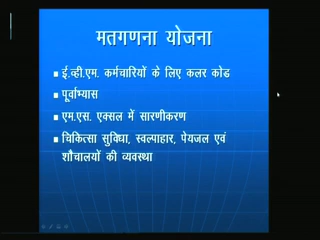 मतगणना योजना
ई.व्ही.एम. कर्मचारियों के लिए कलर कोड
पूर्वाभ्यास
एम.एस. एक्सल में सारणीकरण
चिकित्सा सुविधा, स्वल्पाहार, पेयजल एवं
शौचालयों की व्यवस्था